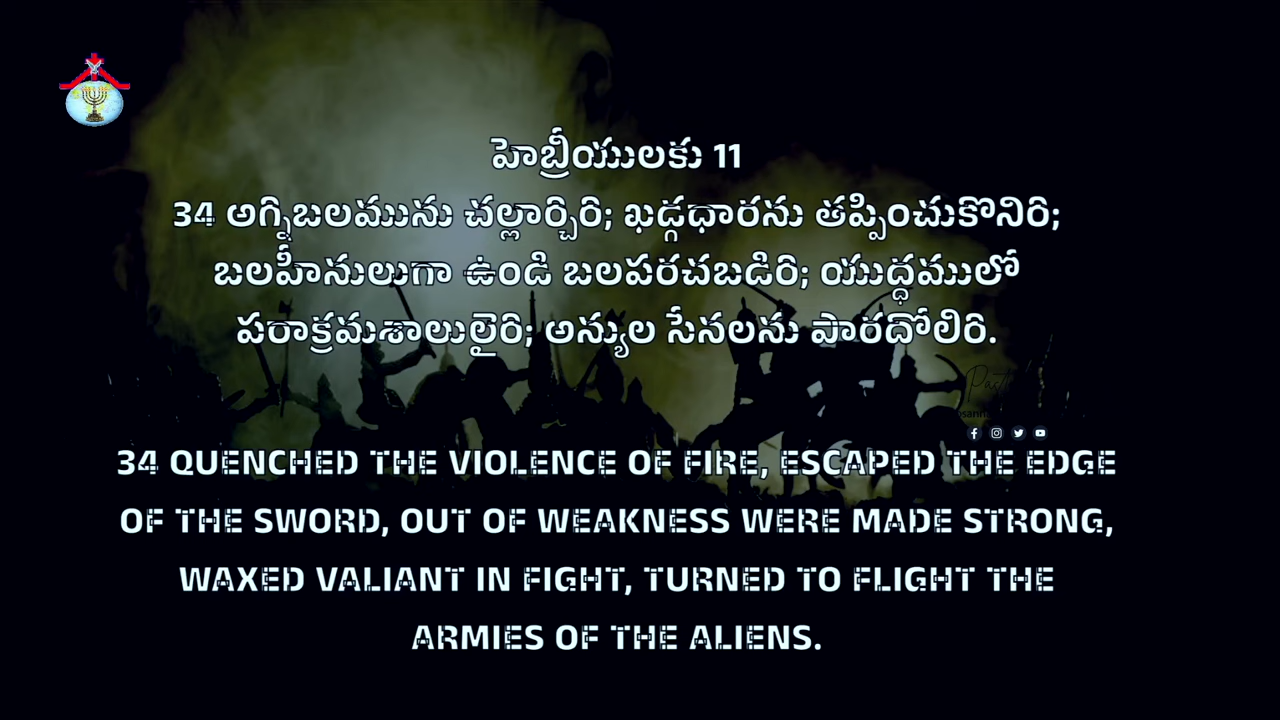 హెబ్రీయులకు 11
34 అగ్నిబలమును చల్లార్చిరి; ఖడ్గధారను తప్పించుకొనిరి;
బలహీనులుగా ఉండి బలపరచబడిరి; యుద్ధములో
పరాక్రమశాలులైరి; అన్యుల సేనలను పారదోలిరి.
34 QUENCHED THE VIOLENCE OF FIRE, ESCAPED THE EDGE
OF THE SWORD, OUT OF WEAKNESS WERE MADE STRONG,
WAXED VALIANT IN FIGHT, TURNED TO FLIGHT THE
ARMIES OF THE ALIENS.